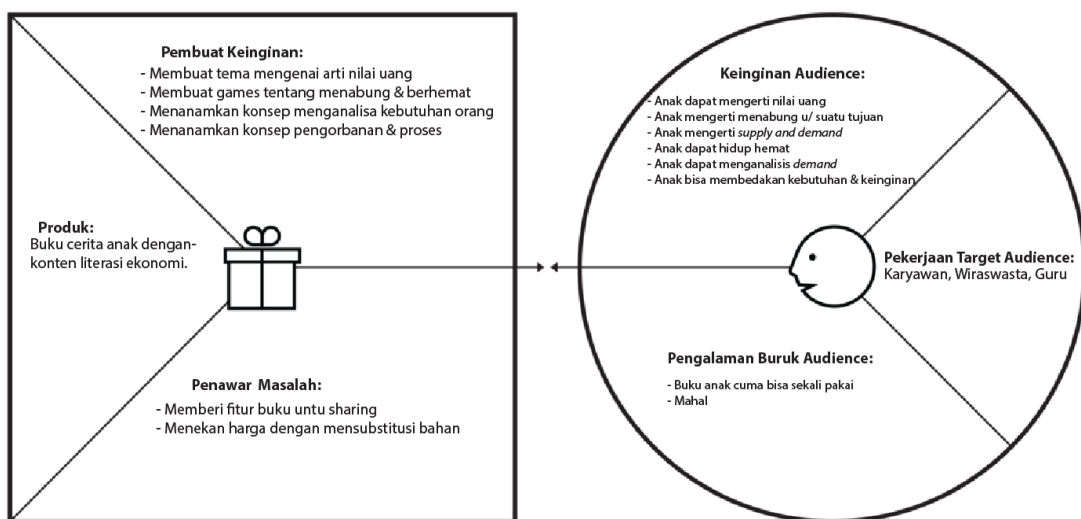 Pembuat Keinginan:
- Membuat tema mengenai arti nilai uang
- Membuat games tentang menabung & berhemat
- Menanamkan konsep menganalisa kebutuhan orang
- Menanamkan konsep pengorbanan & proses
Produk:
Buku cerita anak dengan-
konten literasi ekonomi.
Penawar Masalah:
- Memberi fitur buku untu sharing
- Menekan harga dengan mensubstitusi bahan
Keinginan Audience:
- Anak dapat mengerti nilai uang
- Anak mengerti menabung u/ suatu tujuan
- Anak mengerti supply and demand
- Anak dapat hidup hemat
- Anak dapat menganalisis demand
- Anak bisa membedakan kebutuhan & keinginan
Pekerjaan Target Audience:
Karyawan, Wiraswasta, Guru
Pengalaman Buruk Audience:
- Buku anak cuma bisa sekali pakai
- Mahal